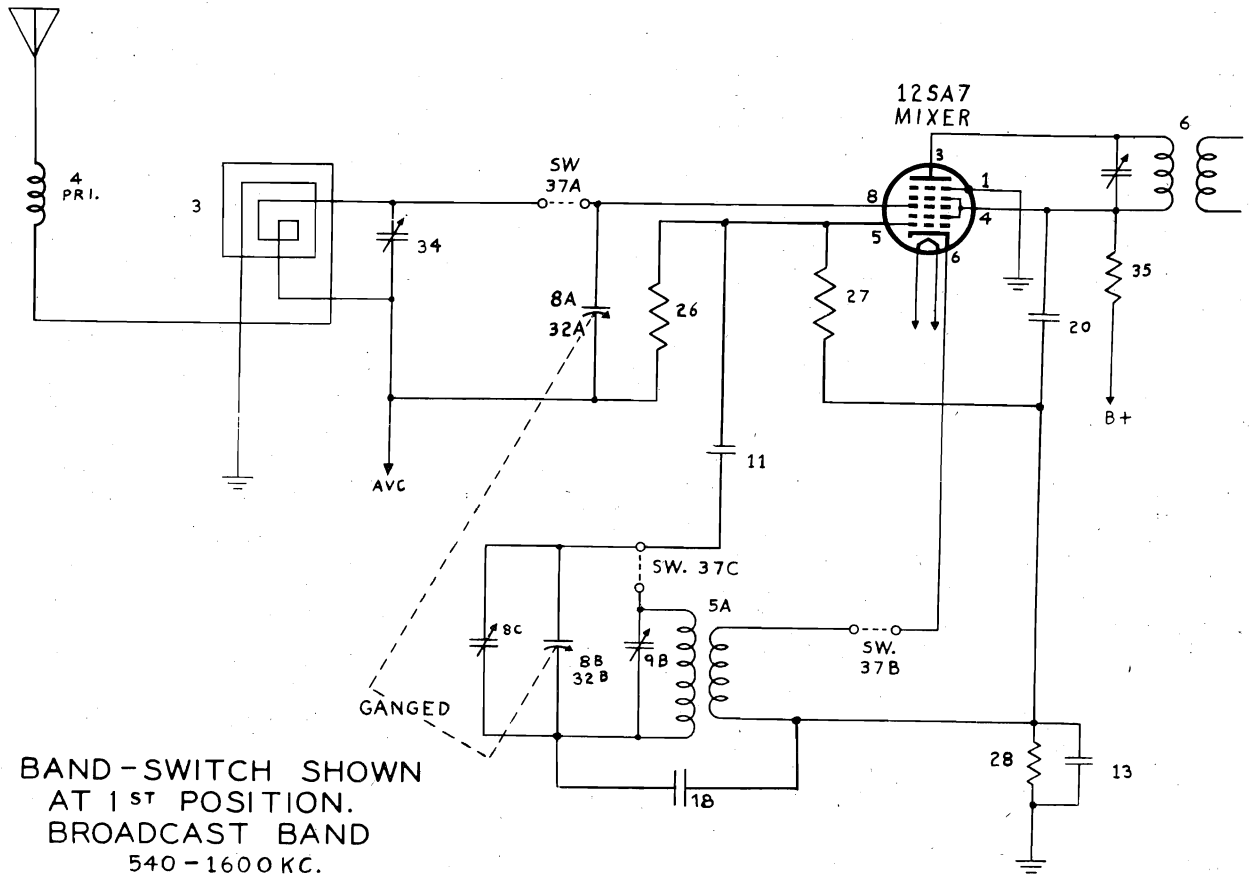 12SA7
MIXER
6
3
4
PRI.
SW
37A
1
3
8
4
5
34
6
35
8A
26
27
32A
20
B+
11
AVC
SW. 37C
5A
8C
9B
8B
32B
SW.
37B
GANGED
28
13
18
BAND-SWITCH SHOWN
AT 1ST POSITION.
BROADCAST BAND
540-1600KC.